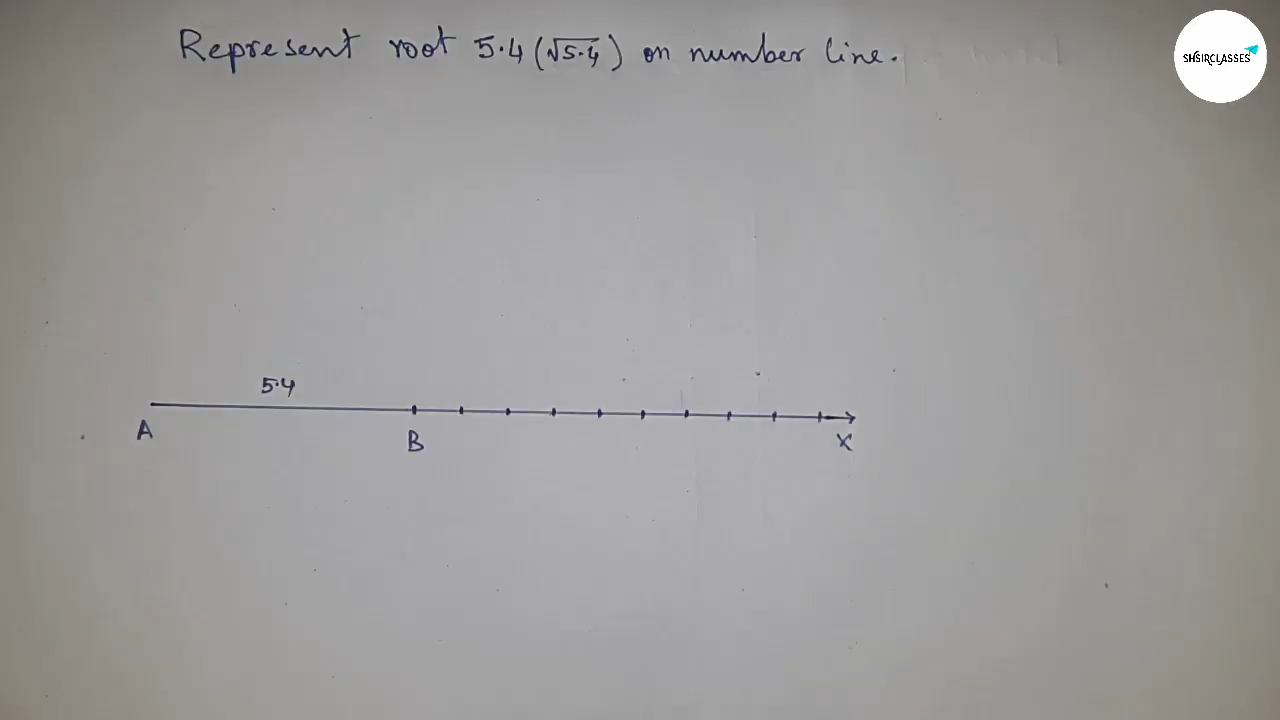 Represent root 5.4 (√5.4) on number line.
SHSIRCLASSES
5.4
A
B
X